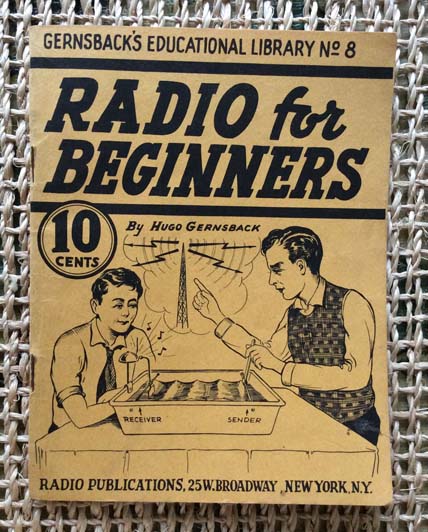 GERNSBACK'S EDUCATIONAL LIBRARY Nº 8
RADIO for
BEGINNERS
10
CENTS
By HUGO GERNSBACK
RECEIVER
SENDER
RADIO PUBLICATIONS, 25 W. BROADWAY, NEW YORK, N.Y.